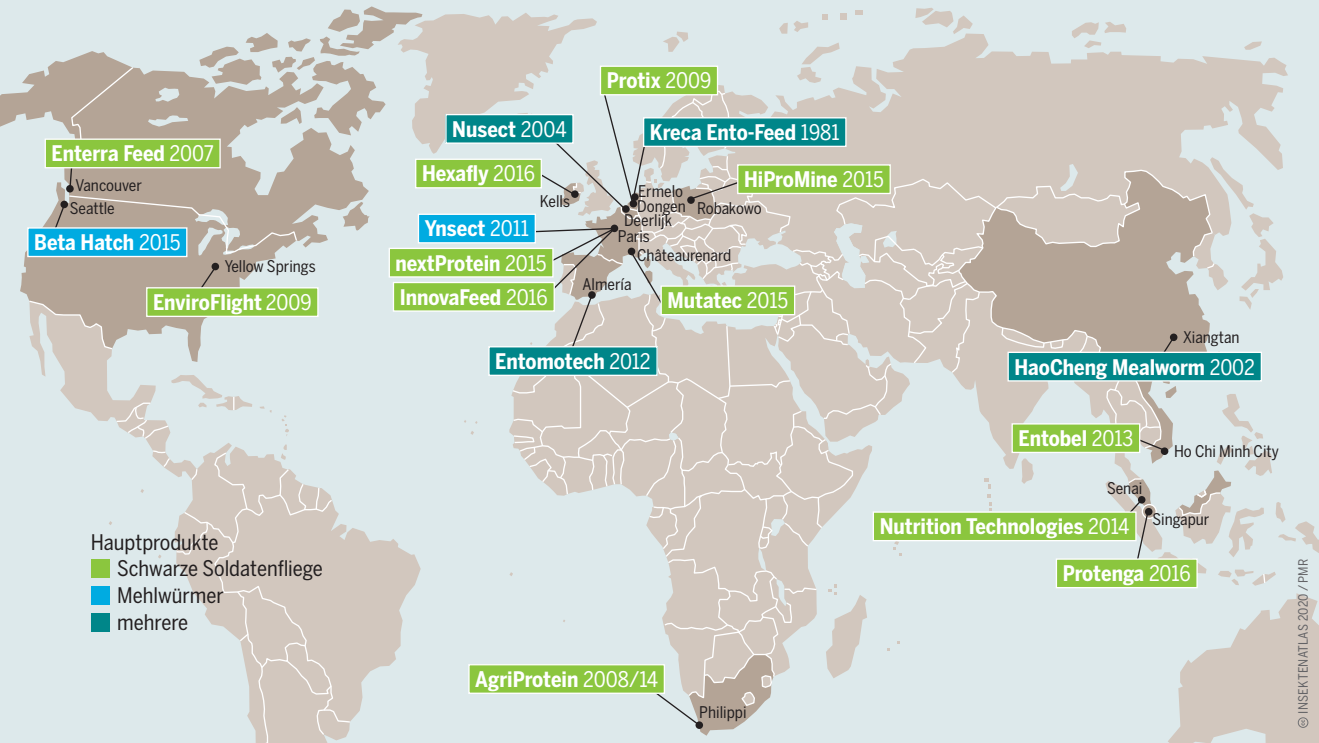 Protix 2009
Nusect 2004
Kreca Ento-Feed 1981
Enterra Feed 2007
Hexafly 2016
HiProMine 2015
Vancouver
Seattle
Kells
Ermelo
Dongen
Robakowo
Deerlijk
Beta Hatch 2015
Ynsect 2011
Paris
nextProtein 2015
Châteaurenard
Yellow Springs
InnovaFeed 2016
Almería
EnviroFlight 2009
Mutatec 2015
Xiangtan
Entomotech 2012
HaoCheng Mealworm 2002
Entobel 2013
Ho Chi Minh City
Senai
Nutrition Technologies 2014
Singapur
Protenga 2016
Hauptprodukte
Schwarze Soldatenfliege
Mehlwürmer
mehrere
AgriProtein 2008/14
Philippi
INSEKTENATLAS 2020 / PMR